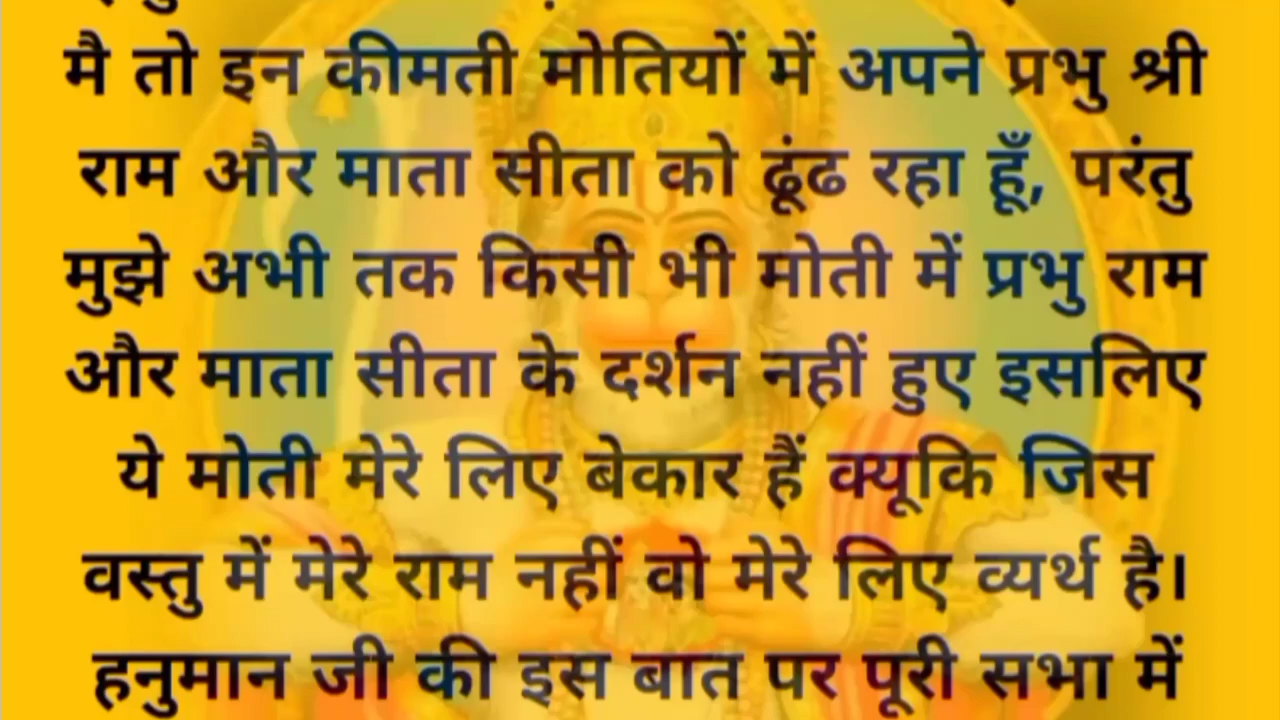 मै तो इन कीमती मोतियों में अपने प्रभु श्री
राम और माता सीता को ढूंढ रहा हूँ, परंतु
मुझे अभी तक किसी भी मोती में प्रभु राम
और माता सीता के दर्शन नहीं हुए इसलिए
ये मोती मेरे लिए बेकार हैं क्यूकि जिस
वस्तु में मेरे राम नहीं वो मेरे लिए व्यर्थ है।
हनुमान जी की इस बात पर पूरी सभा में